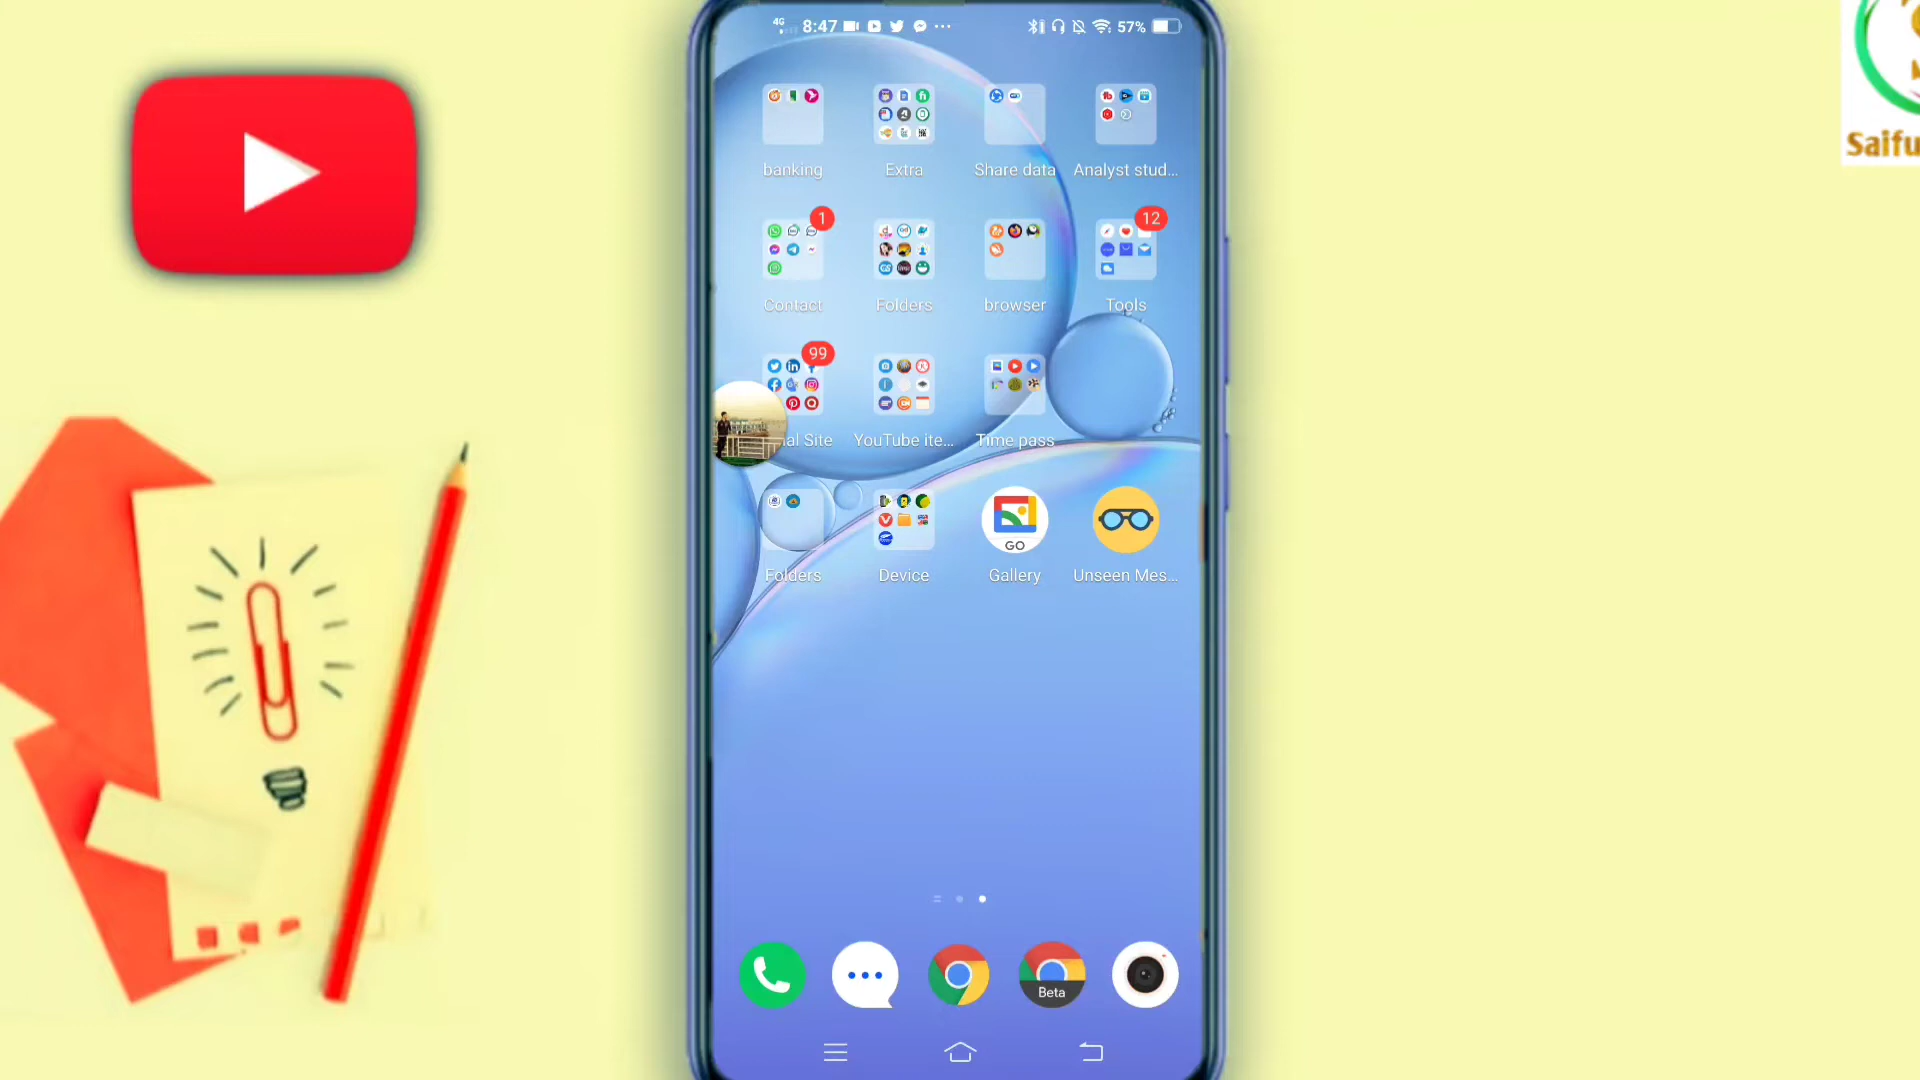 4G 8:47 57%
banking Extra Share data Analyst stud...
1 12
Contact Folders browser Tools
99
al Site YouTube ite... Time pass
GO
Folders Device Gallery Unseen Mes...
Beta
Saifu